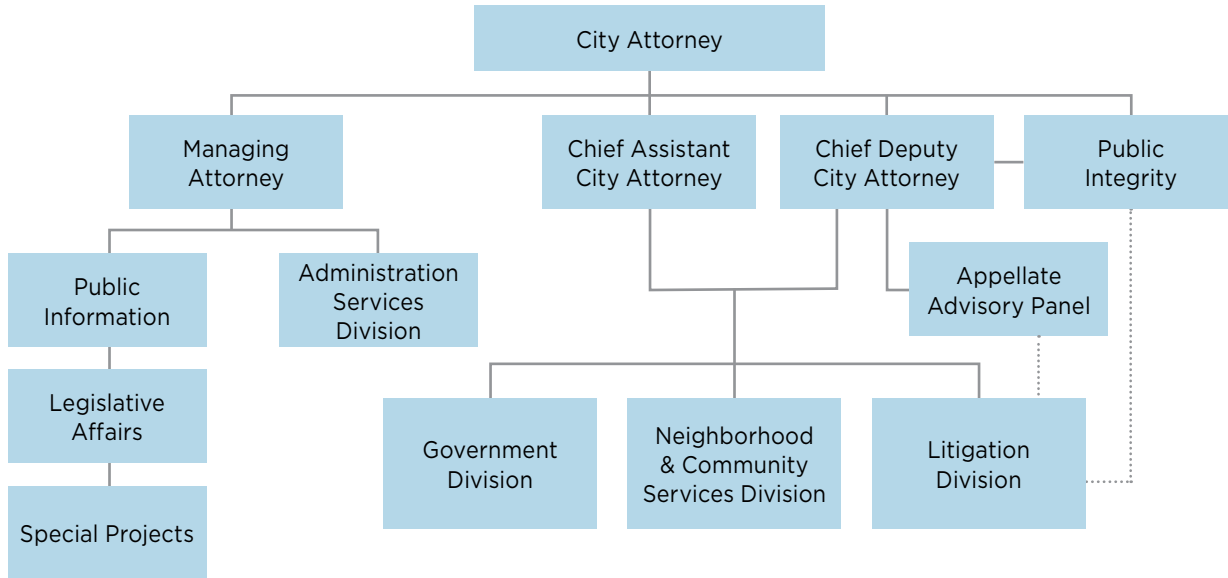 City Attorney
Managing
Attorney
Chief Assistant
City Attorney
Chief Deputy
City Attorney
Public
Integrity
Public
Information
Administration
Services
Division
Appellate
Advisory Panel
Legislative
Affairs
Government
Division
Neighborhood
& Community
Services Division
Litigation
Division
Special Projects